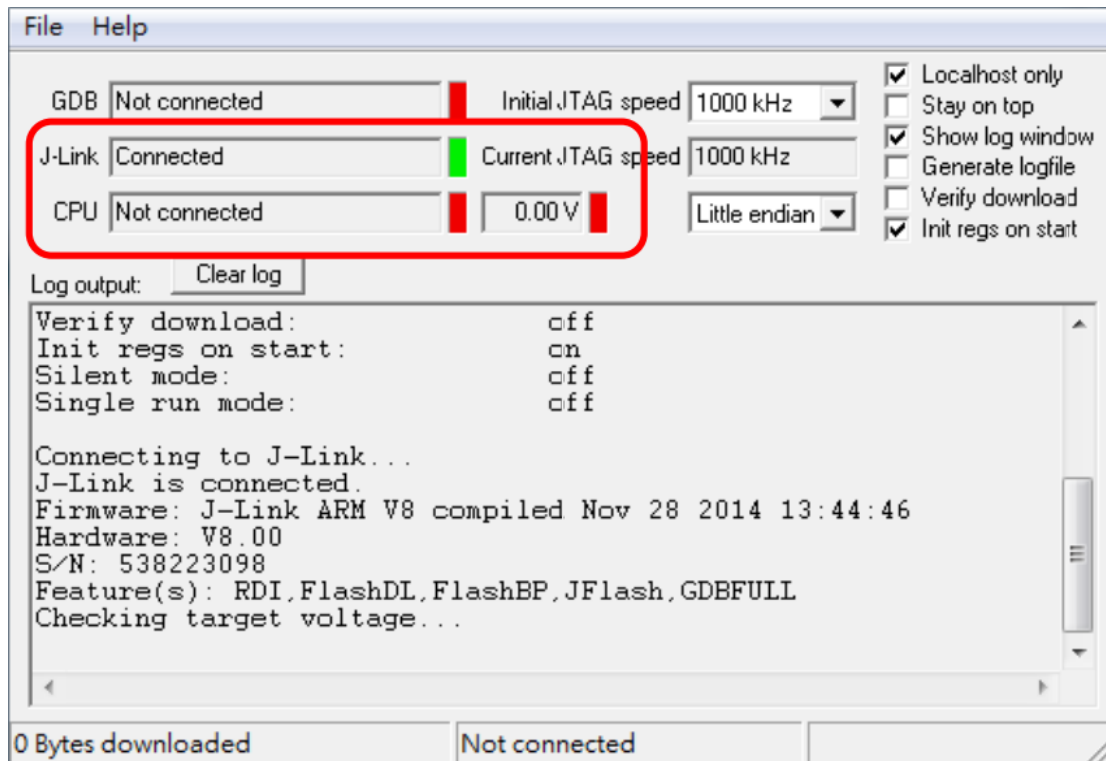 File Help
GDB Not connected Initial JTAG speed 1000 kHz Localhost only
Stay on top
J-Link Connected Current JTAG speed 1000 kHz Show log window
Generate logfile
CPU Not connected 0.00 V Little endian Verify download
Init regs on start
Log output: Clear log
Verify download: off
Init regs on start: on
Silent mode: off
Single run mode: off
Connecting to J-Link...
J-Link is connected.
Firmware: J-Link ARM V8 compiled Nov 28 2014 13:44:46
Hardware: V8.00
S/N: 538223098
Feature(s): RDI,FlashDL,FlashBP,JFlash,GDBFULL
Checking target voltage...
0 Bytes downloaded Not connected